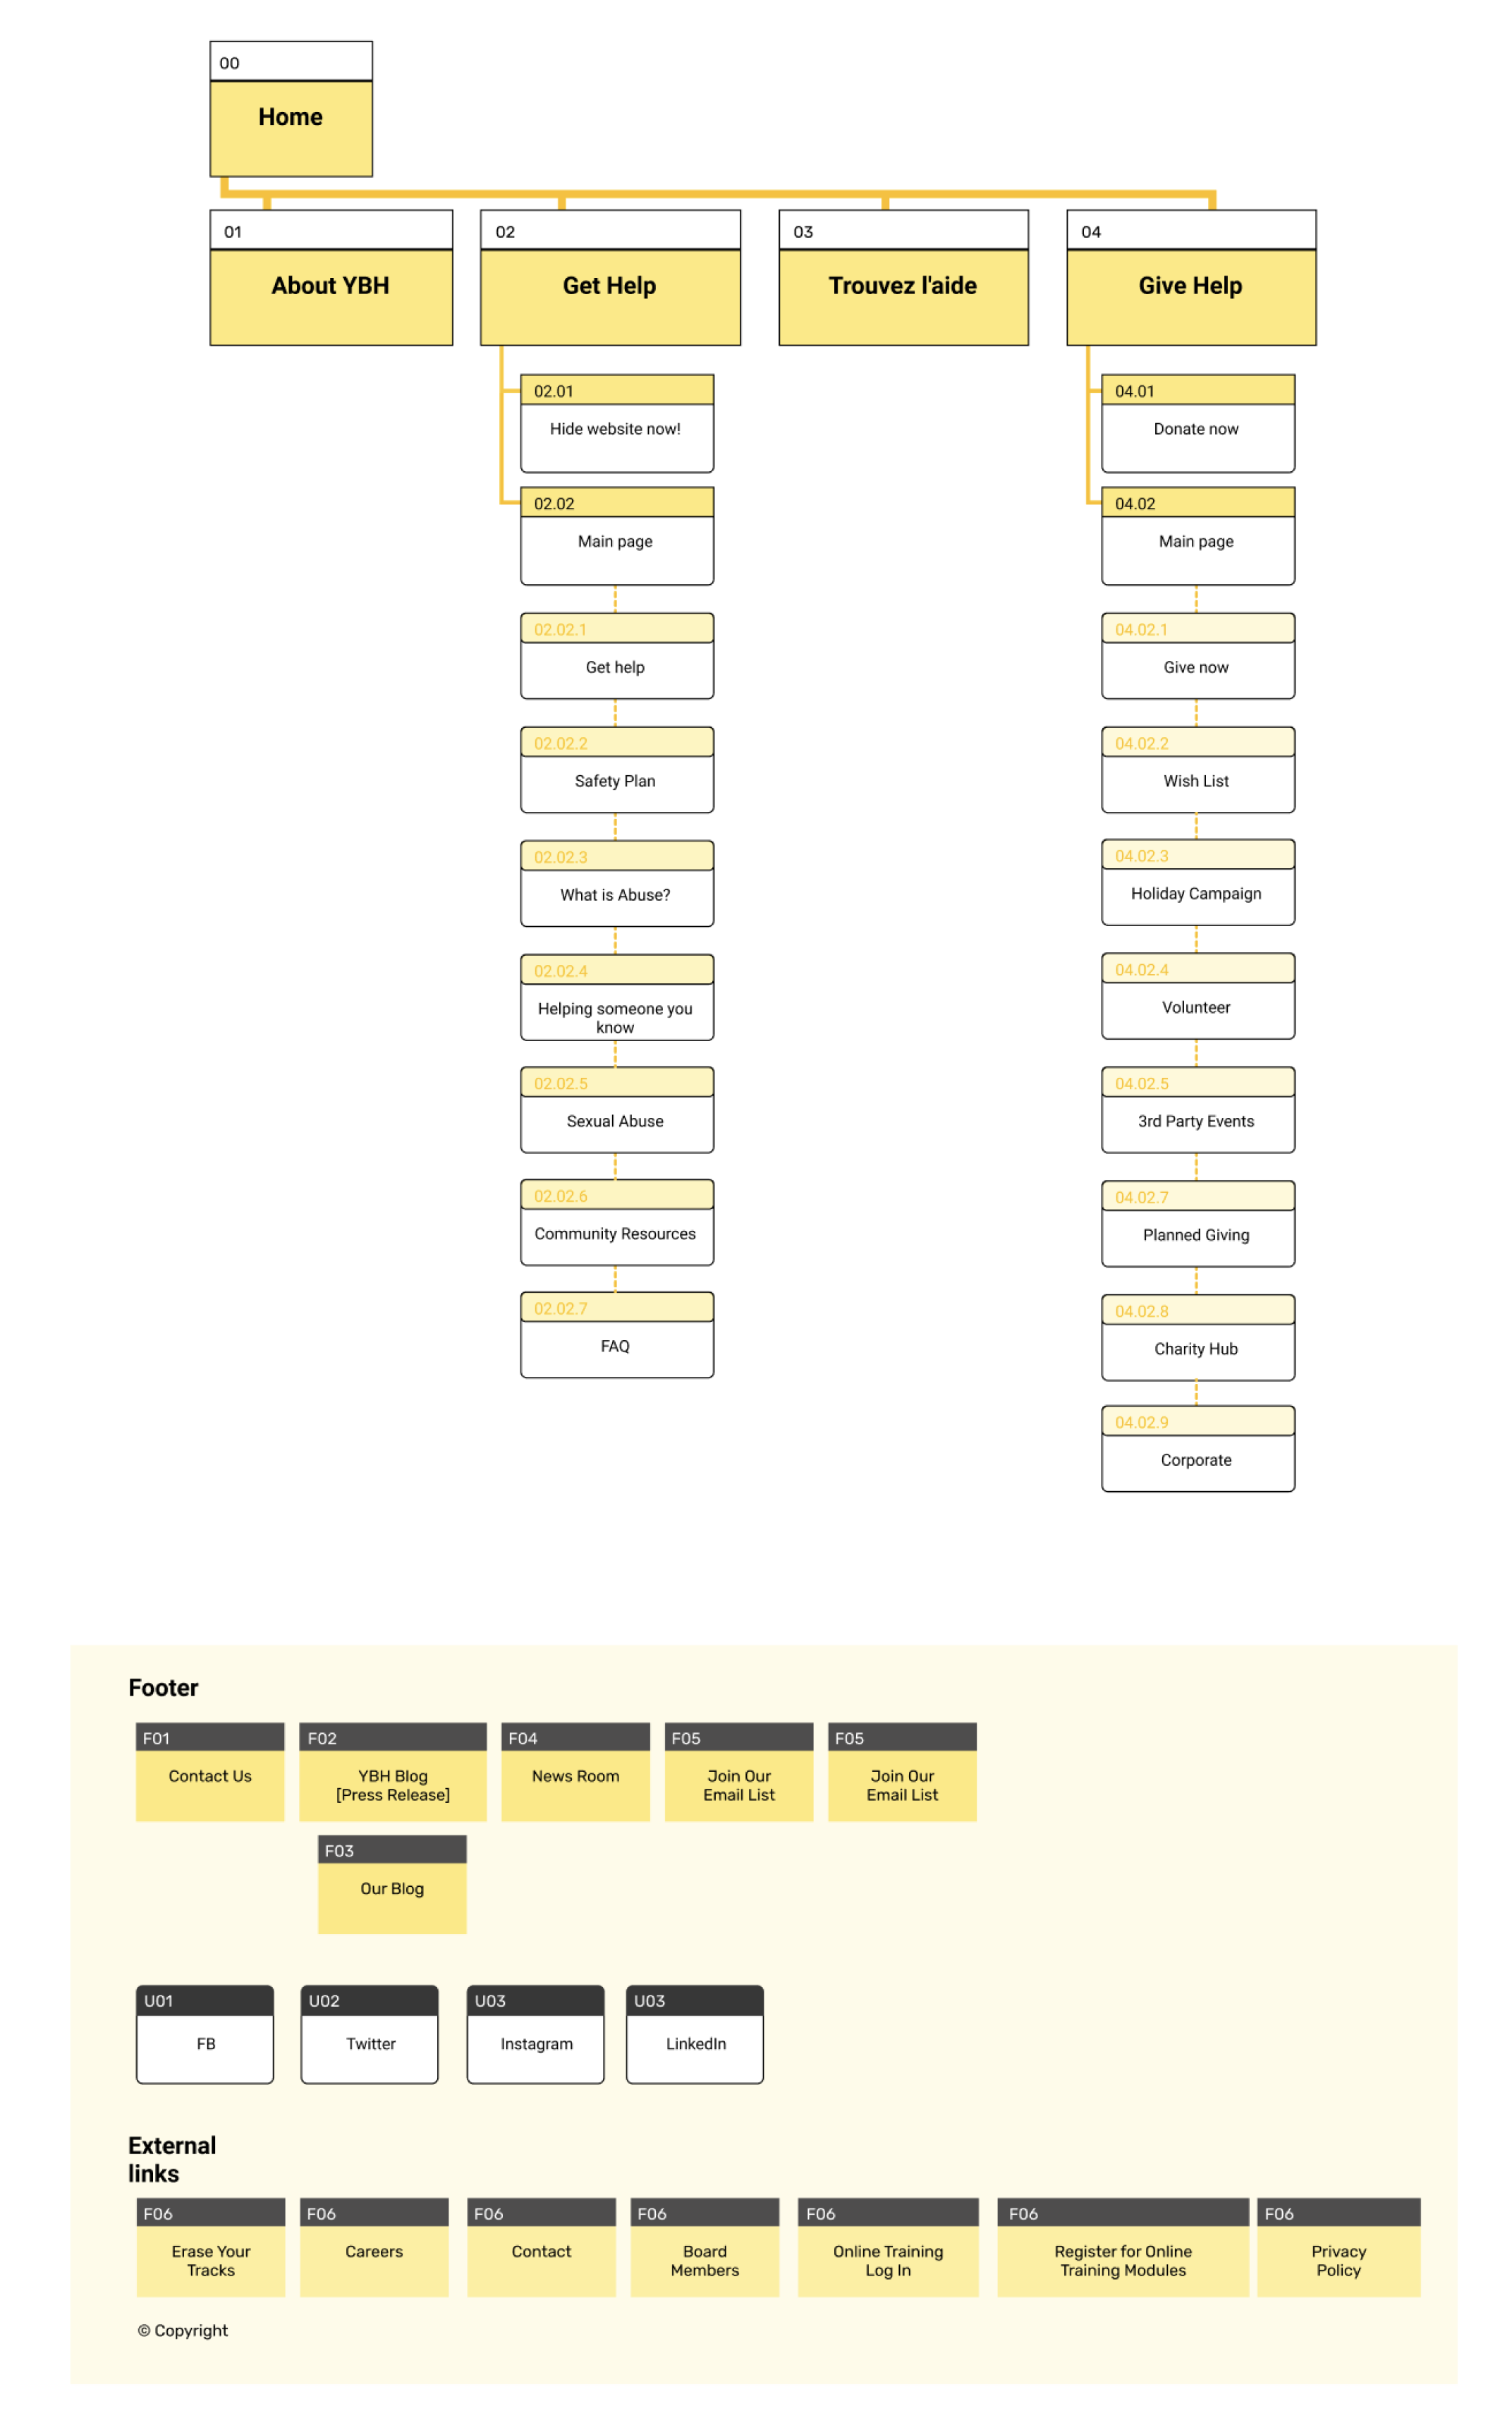 00
Home
01
About YBH
02
Get Help
03
Trouvez l'aide
04
Give Help
02.01
Hide website now!
02.02
Main page
02.02.1
Get help
02.02.2
Safety Plan
02.02.3
What is Abuse?
02.02.4
Helping someone you
know
02.02.5
Sexual Abuse
02.02.6
Community Resources
02.02.7
FAQ
04.01
Donate now
04.02
Main page
04.02.1
Give now
04.02.2
Wish List
04.02.3
Holiday Campaign
04.02.4
Volunteer
04.02.5
3rd Party Events
04.02.7
Planned Giving
04.02.8
Charity Hub
04.02.9
Corporate
Footer
F01
Contact Us
F02
YBH Blog
[Press Release]
F04
News Room
F05
Join Our
Email List
F05
Join Our
Email List
F03
Our Blog
U01
FB
U02
Twitter
U03
Instagram
U03
LinkedIn
External
links
F06
Erase Your
Tracks
F06
Careers
F06
Contact
F06
Board
Members
F06
Online Training
Log In
F06
Register for Online
Training Modules
F06
Privacy
Policy
© Copyright